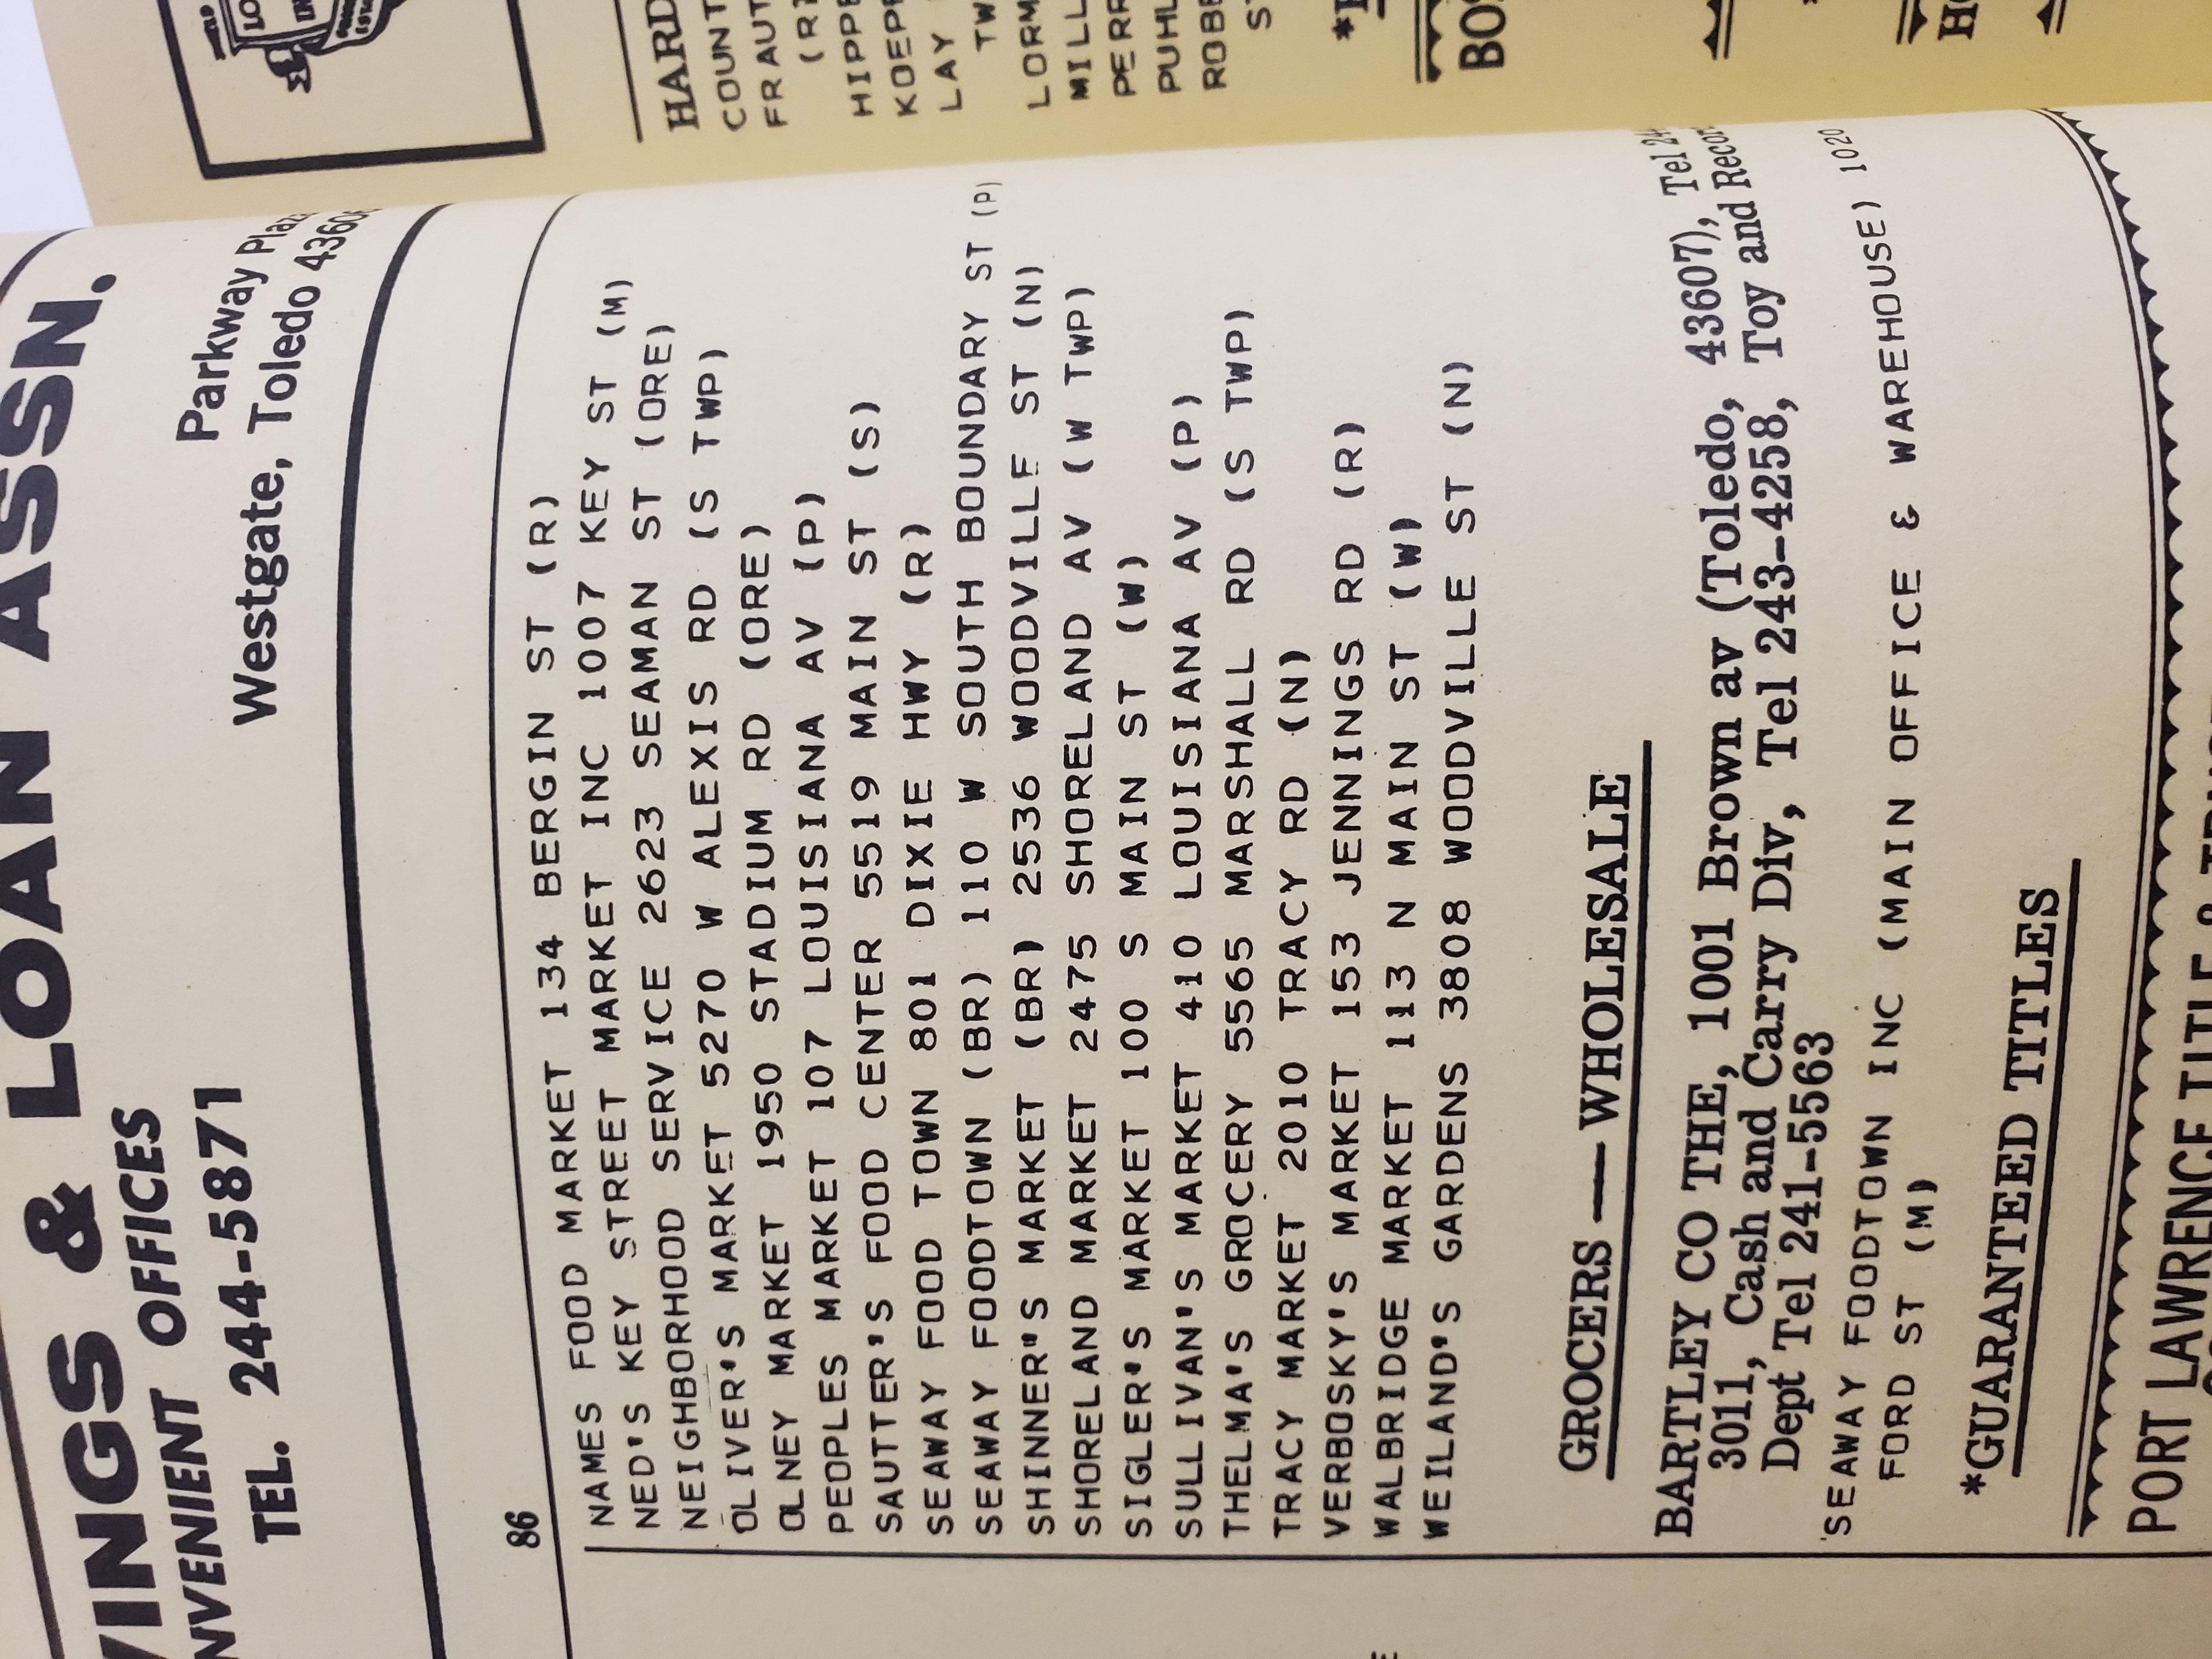 VINGS & LOAN ASSN.
NVENIENT OFFICES
TEL. 244-5871
Parkway
Westgate, Toledo
86
NAMES FOOD MARKET 134 BERGIN ST (R)
NED'S KEY STREET MARKET INC 1007 KEY ST (M)
NEIGHBORHOOD SERVICE 2623 SEAMAN ST (ORE)
OLIVER'S MARKET 5270 W ALEXIS RD (S TWP)
OLNEY MARKET 1950 STADIUM RD (ORE)
PEOPLES MARKET 107 LOUISIANA AV (P)
SAUTTER'S FOOD CENTER 5519 MAIN ST (S)
SEAWAY FOOD TOWN 801 DIXIE HWY (R)
SEAWAY FOODTOWN (BR) 110 W SOUTH BOUNDARY ST (P)
SHINNER'S MARKET (BR) 2536 WOODVILLE ST (N)
SHORELAND MARKET 2475 SHORELAND AV (W TWP)
SIGLER'S MARKET 100 S MAIN ST (W)
SULLIVAN'S MARKET 410 LOUISIANA AV (P)
THELMA'S GROCERY 5565 MARSHALL RD (S TWP)
TRACY MARKET 2010 TRACY RD (N)
VERBOSKY'S MARKET 153 JENNINGS RD (R)
WALBRIDGE MARKET 113 N MAIN ST (W)
WEILAND'S GARDENS 3808 WOODVILLE ST (N)
GROCERS — WHOLESALE
BARTLEY CO THE, 1001 Brown av (Toledo, 43607), Tel
3011, Cash and Carry Div, Tel 243-4258, Toy and
Dept Tel 241-5563
SEAWAY FOODTOWN INC (MAIN OFFICE & WAREHOUSE) 1020
FORD ST (M)
*GUARANTEED TITLES
PORT LAWRENCE TITLE &
HARD
COUNT
FRAUT
HIPPE
KOEP
LAY
TW
LORM
MILL
PERR
PUHL
ROBE
BOS